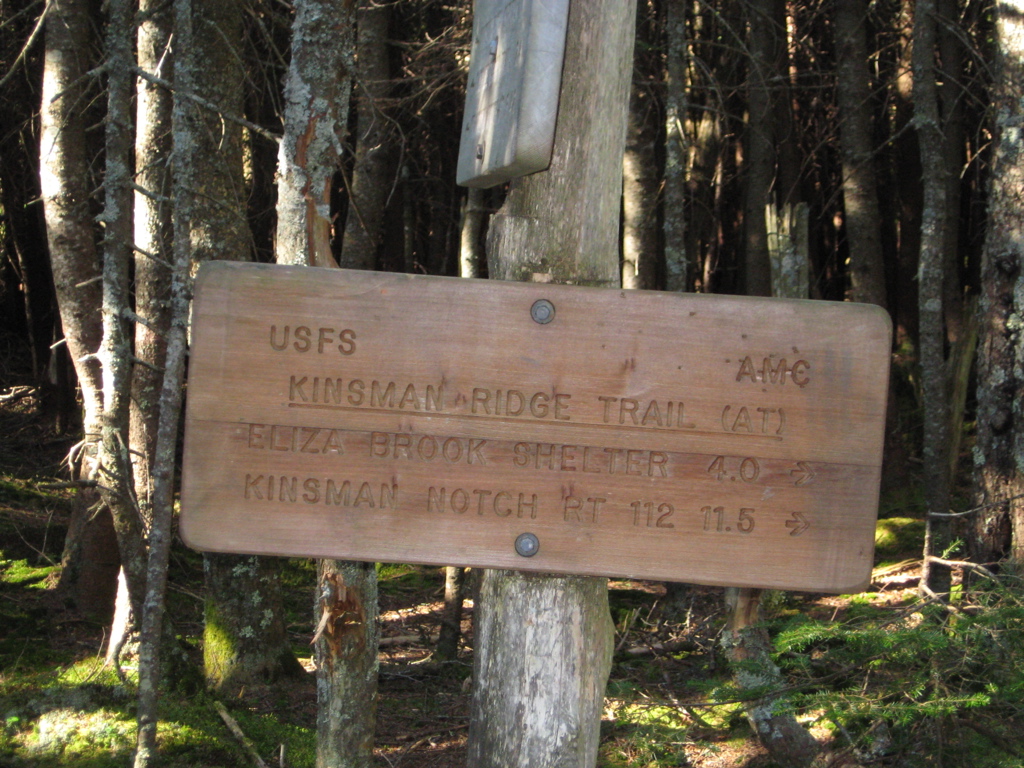 USFS AMC
KINSMAN RIDGE TRAIL (AT)
ELIZA BROOK SHELTER 4.0 →
KINSMAN NOTCH RT 112 11.5 →